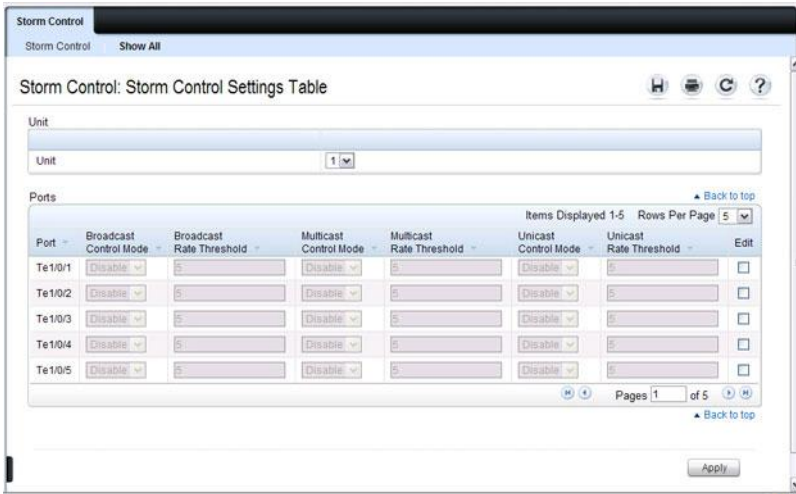 Storm Control
Storm Control Show All
Storm Control: Storm Control Settings Table
?
Unit
Unit 1
Ports
Back to top
Items Displayed 1-5 Rows Per Page 5
Port Broadcast Control Mode Broadcast Rate Threshold Multicast Control Mode Multicast Rate Threshold Unicast Control Mode Unicast Rate Threshold Edit
Te1/0/1 Disable 5 Disable 5 Disable 5
Te1/0/2 Disable 5 Disable 5 Disable 5
Te1/0/3 Disable 5 Disable 5 Disable 5
Te1/0/4 Disable 5 Disable 5 Disable 5
Te1/0/5 Disable 5 Disable 5 Disable 5
Pages 1 of 5
Back to top
Apply